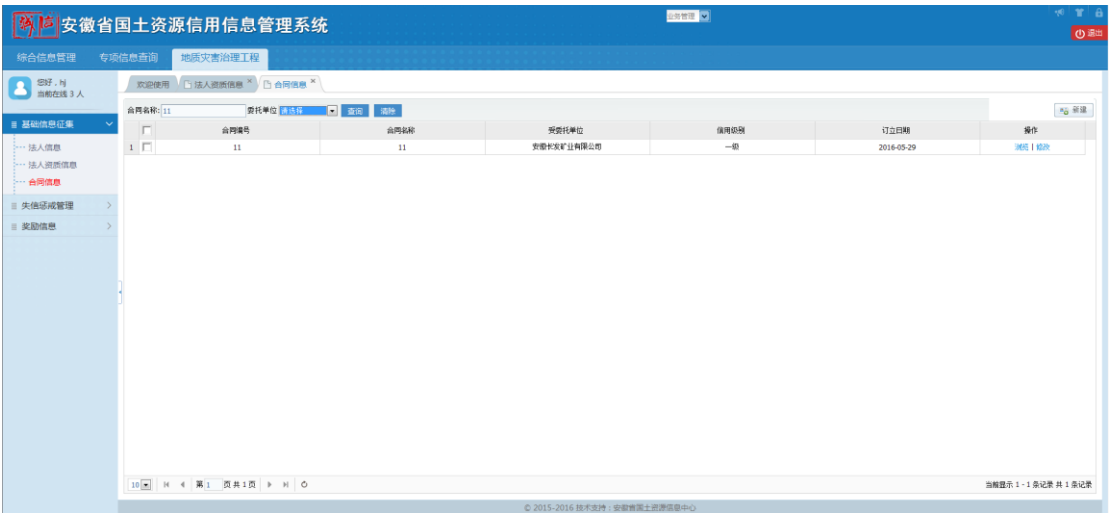 诚信 安徽省国土资源信用信息管理系统 业务管理
退出
综合信息管理 专项信息查询 地质灾害治理工程
您好，hj
当前在线 3 人
欢迎使用 法人资质信息 × 合同信息 ×
合同名称: 11 委托单位 请选择 查询 清除 新建
基础信息征集
合同编号 合同名称 受委托单位 信用级别 订立日期 操作
法人信息
1 11 11 安徽长发矿业有限公司 一级 2016-05-29 浏览 | 修改
法人资质信息
合同信息
失信惩戒管理
奖励信息
10 第 1 页共1页 当前显示 1 - 1 条记录 共 1 条记录
© 2015-2016 技术支持：安徽省国土资源信息中心